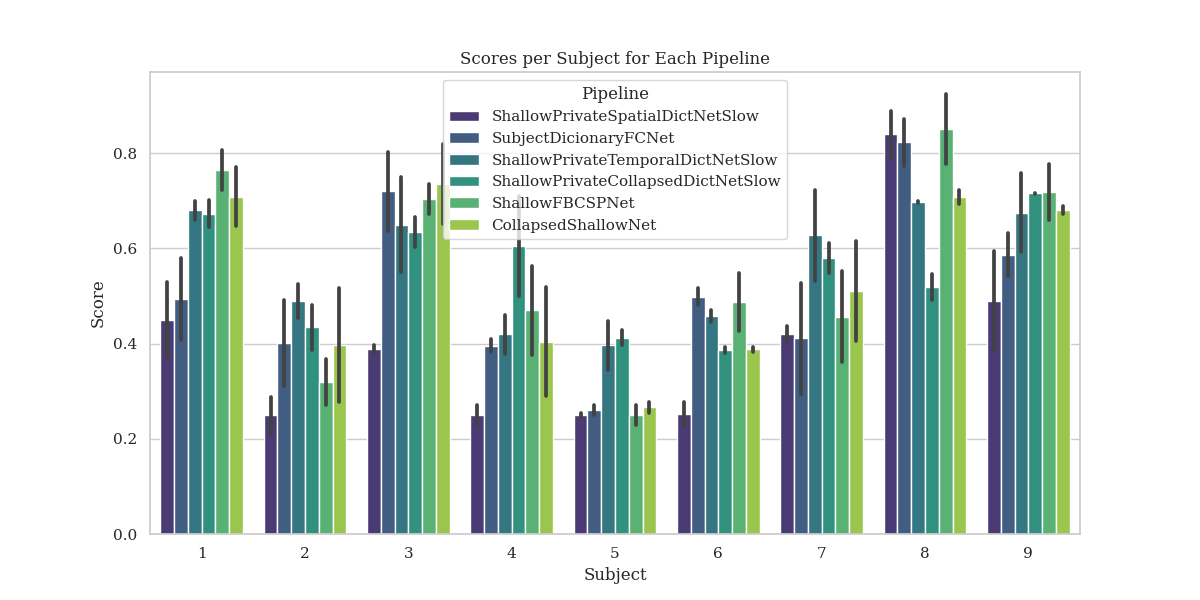 Scores per Subject for Each Pipeline
Pipeline
ShallowPrivateSpatialDictNetSlow
SubjectDicionaryFCNet
ShallowPrivateTemporalDictNetSlow
ShallowPrivateCollapsedDictNetSlow
ShallowFBCSPNet
CollapsedShallowNet
Score
0.8
0.6
0.4
0.2
0.0
1 2 3 4 5 6 7 8 9
Subject